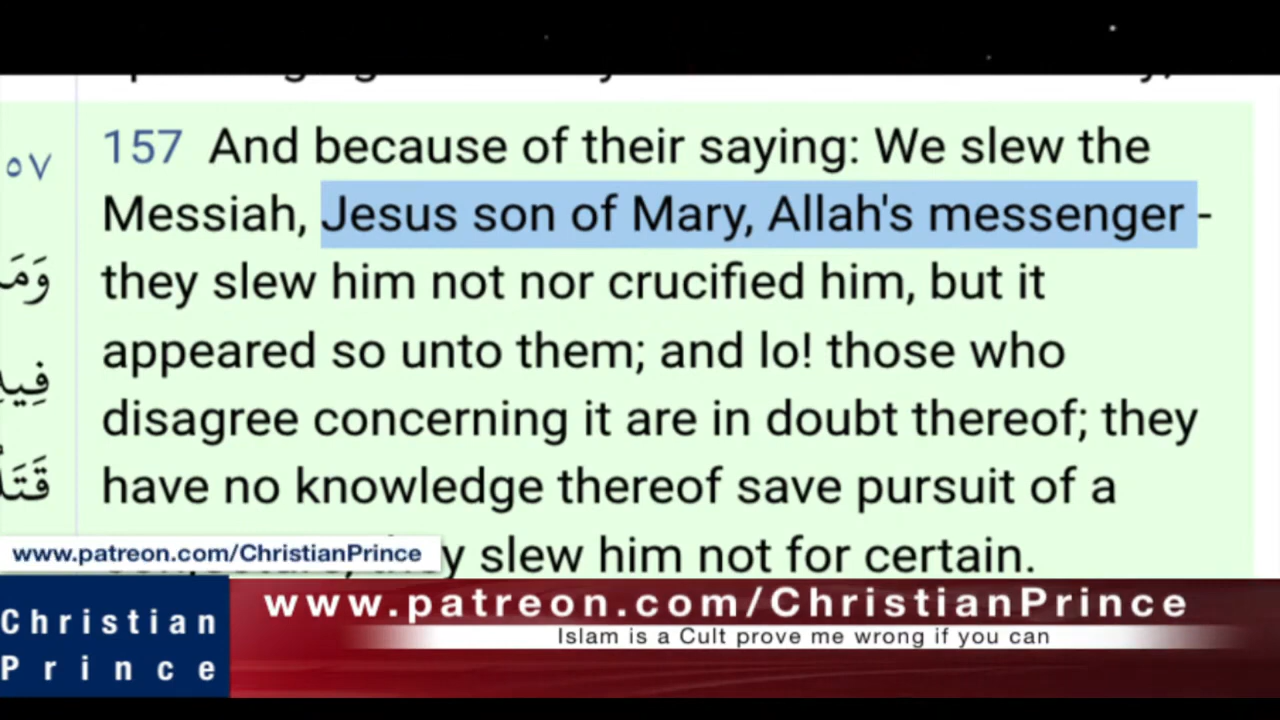 157 And because of their saying: We slew the
Messiah, Jesus son of Mary, Allah's messenger -
they slew him not nor crucified him, but it
appeared so unto them; and lo! those who
disagree concerning it are in doubt thereof; they
have no knowledge thereof save pursuit of a
they slew him not for certain.
٥٧
وَمَ
فِيهِ
www.patreon.com/ChristianPrince
Christian
Prince
www.patreon.com/ChristianPrince
Islam is a Cult prove me wrong if you can